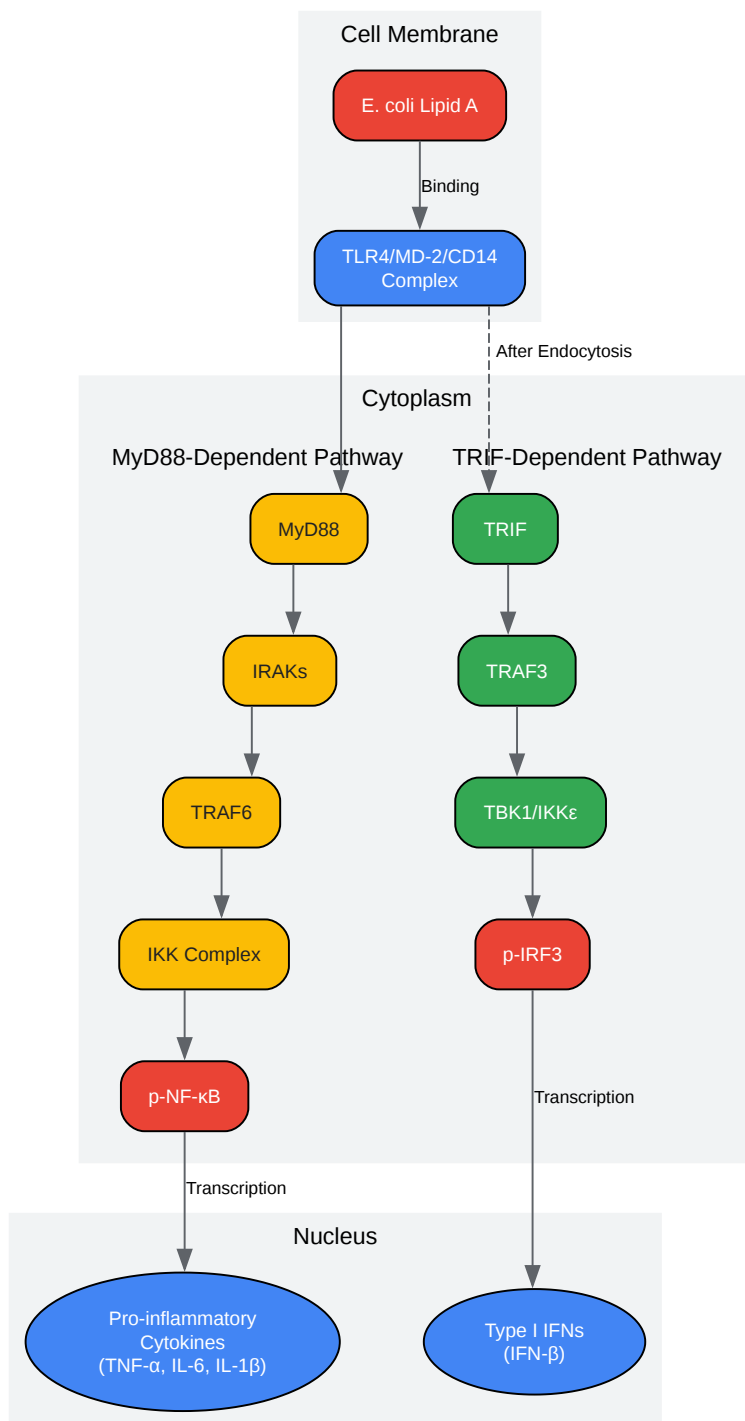 Cell Membrane
E. coli Lipid A
Binding
TLR4/MD-2/CD14
Complex
After Endocytosis
Cytoplasm
MyD88-Dependent Pathway
TRIF-Dependent Pathway
MyD88
TRIF
IRAKs
TRAF3
TRAF6
TBK1/IKKε
IKK Complex
p-IRF3
p-NF-κB
Transcription
Transcription
Nucleus
Pro-inflammatory
Cytokines
(TNF-α, IL-6, IL-1β)
Type I IFNs
(IFN-β)